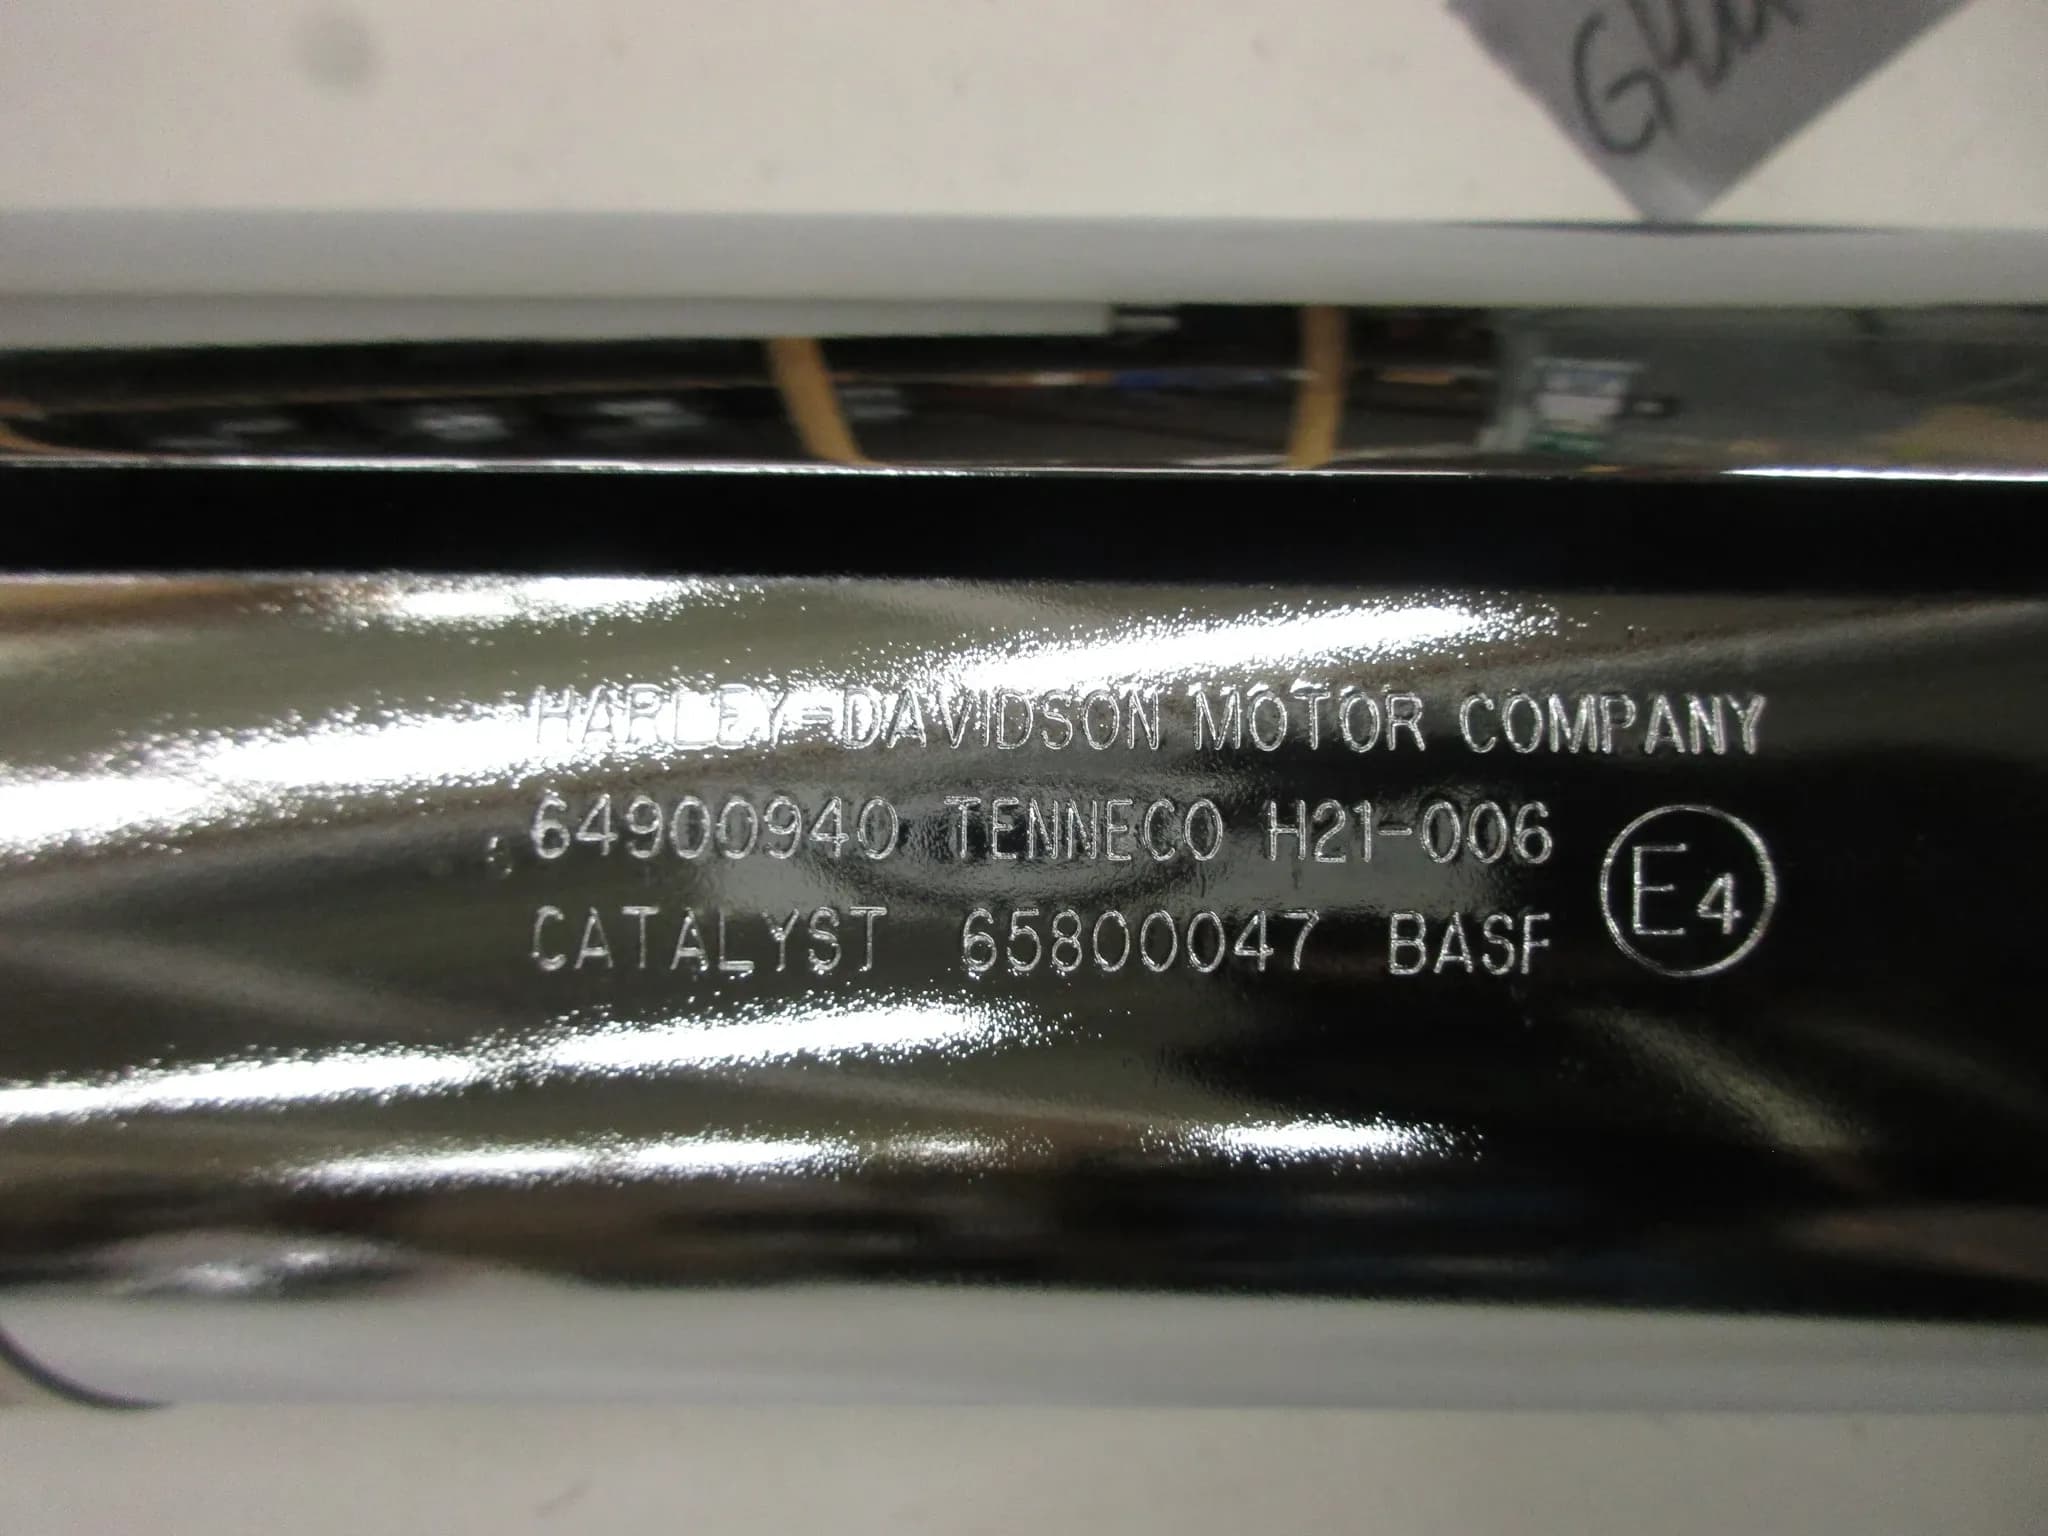 HARLEY-DAVIDSON MOTOR COMPANY
64900940 TENNECO H21-006
CATALYST 65800047 BASF
E4